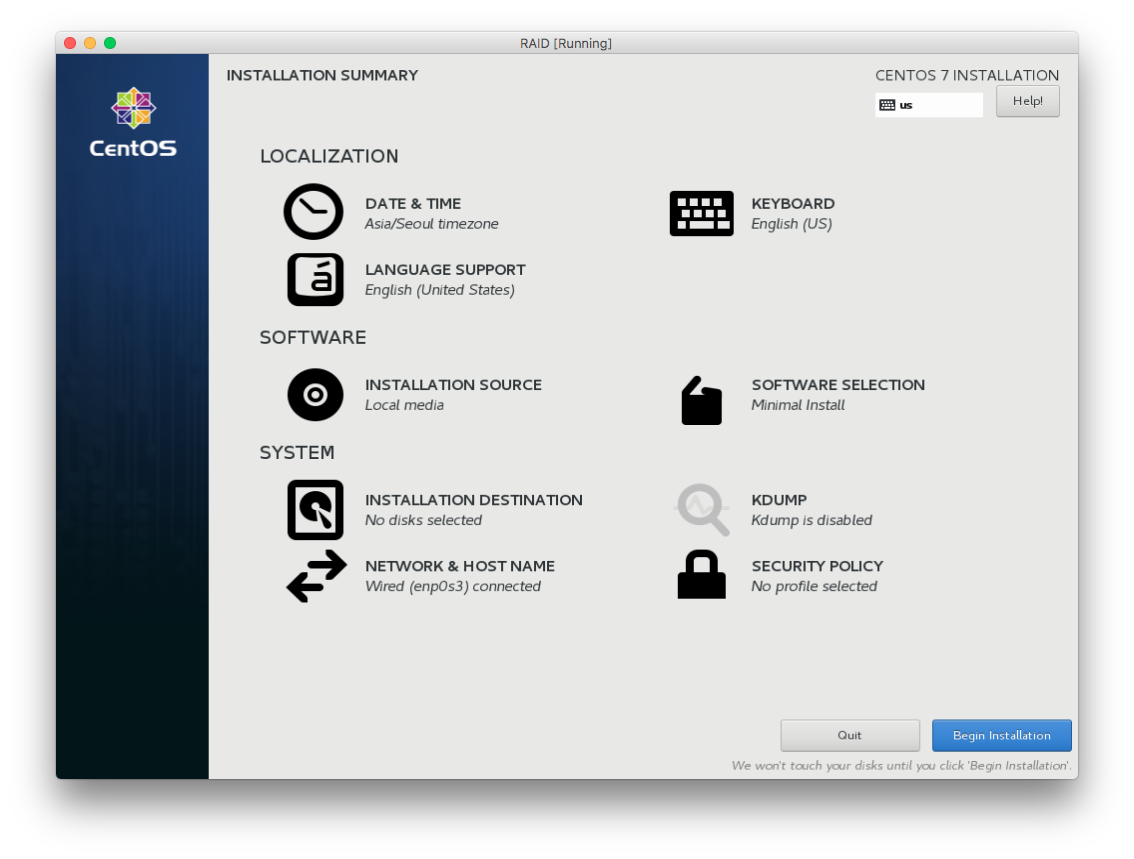 RAID [Running]
INSTALLATION SUMMARY
CENTOS 7 INSTALLATION
us
Help!
CentOS
LOCALIZATION
DATE & TIME
Asia/Seoul timezone
KEYBOARD
English (US)
á
LANGUAGE SUPPORT
English (United States)
SOFTWARE
INSTALLATION SOURCE
Local media
SOFTWARE SELECTION
Minimal Install
SYSTEM
INSTALLATION DESTINATION
No disks selected
KDUMP
Kdump is disabled
NETWORK & HOST NAME
Wired (enp0s3) connected
SECURITY POLICY
No profile selected
Quit
Begin Installation
We won't touch your disks until you click 'Begin Installation'.